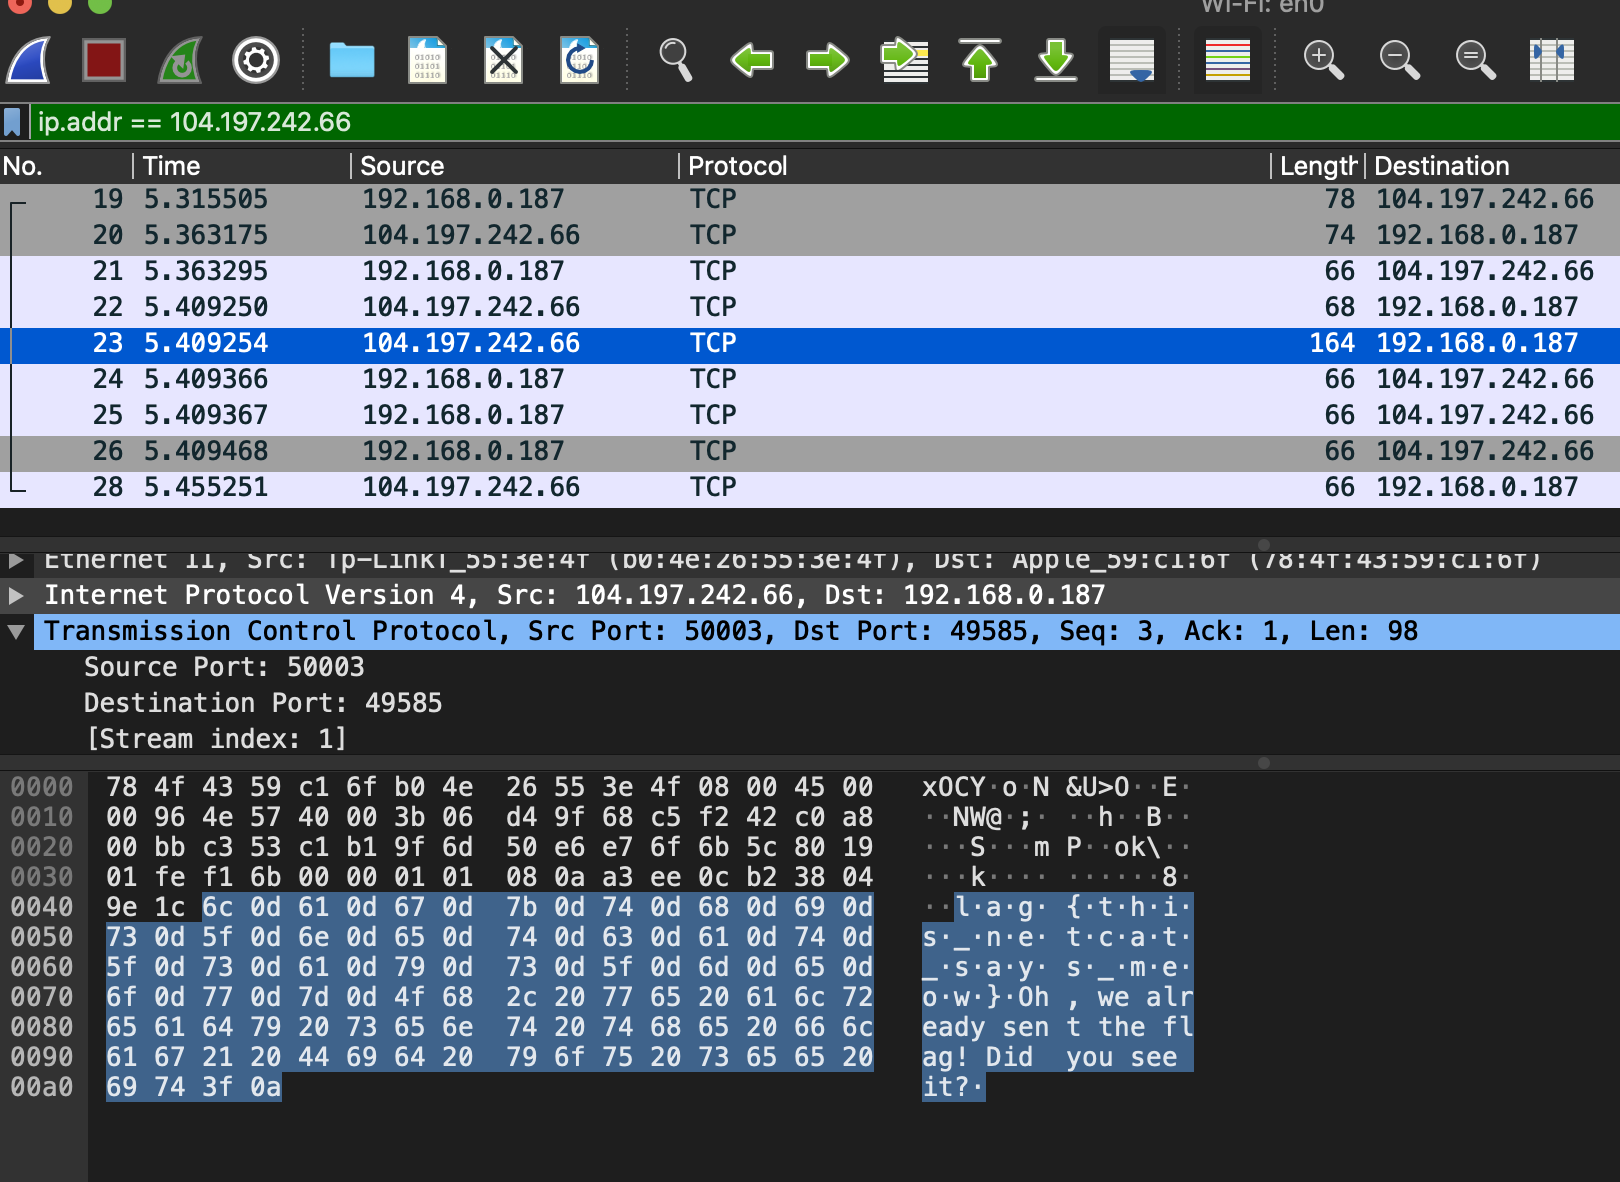 Wi-Fi: en0
ip.addr == 104.197.242.66
No. Time Source Protocol Length Destination
19 5.315505 192.168.0.187 TCP 78 104.197.242.66
20 5.363175 104.197.242.66 TCP 74 192.168.0.187
21 5.363295 192.168.0.187 TCP 66 104.197.242.66
22 5.409250 104.197.242.66 TCP 68 192.168.0.187
23 5.409254 104.197.242.66 TCP 164 192.168.0.187
24 5.409366 192.168.0.187 TCP 66 104.197.242.66
25 5.409367 192.168.0.187 TCP 66 104.197.242.66
26 5.409468 192.168.0.187 TCP 66 104.197.242.66
28 5.455251 104.197.242.66 TCP 66 192.168.0.187
Ethernet II, Src: Tp-LinkT_55:3e:4f (b0:4e:26:55:3e:4f), Dst: Apple_59:c1:6f (78:4f:43:59:c1:6f)
Internet Protocol Version 4, Src: 104.197.242.66, Dst: 192.168.0.187
Transmission Control Protocol, Src Port: 50003, Dst Port: 49585, Seq: 3, Ack: 1, Len: 98
Source Port: 50003
Destination Port: 49585
[Stream index: 1]
0000 78 4f 43 59 c1 6f b0 4e 26 55 3e 4f 08 00 45 00 xOCY·o·N &U>O··E·
0010 00 96 4e 57 40 00 3b 06 d4 9f 68 c5 f2 42 c0 a8 ··NW@·;· ··h··B··
0020 00 bb c3 53 c1 b1 9f 6d 50 e6 e7 6f 6b 5c 80 19 ···S···m P··ok\··
0030 01 fe f1 6b 00 00 01 01 08 0a a3 ee 0c b2 38 04 ···k···· ······8·
0040 9e 1c 6c 0d 61 0d 67 0d 7b 0d 74 0d 68 0d 69 0d ··l·a·g· {·t·h·i·
0050 73 0d 5f 0d 6e 0d 65 0d 74 0d 63 0d 61 0d 74 0d s·_·n·e· t·c·a·t·
0060 5f 0d 73 0d 61 0d 79 0d 73 0d 5f 0d 6d 0d 65 0d _·s·a·y· s·_·m·e·
0070 6f 0d 77 0d 7d 0d 4f 68 2c 20 77 65 20 61 6c 72 o·w·}·Oh , we alr
0080 65 61 64 79 20 73 65 6e 74 20 74 68 65 20 66 6c eady sen t the fl
0090 61 67 21 20 44 69 64 20 79 6f 75 20 73 65 65 20 ag! Did you see
00a0 69 74 3f 0a it?·